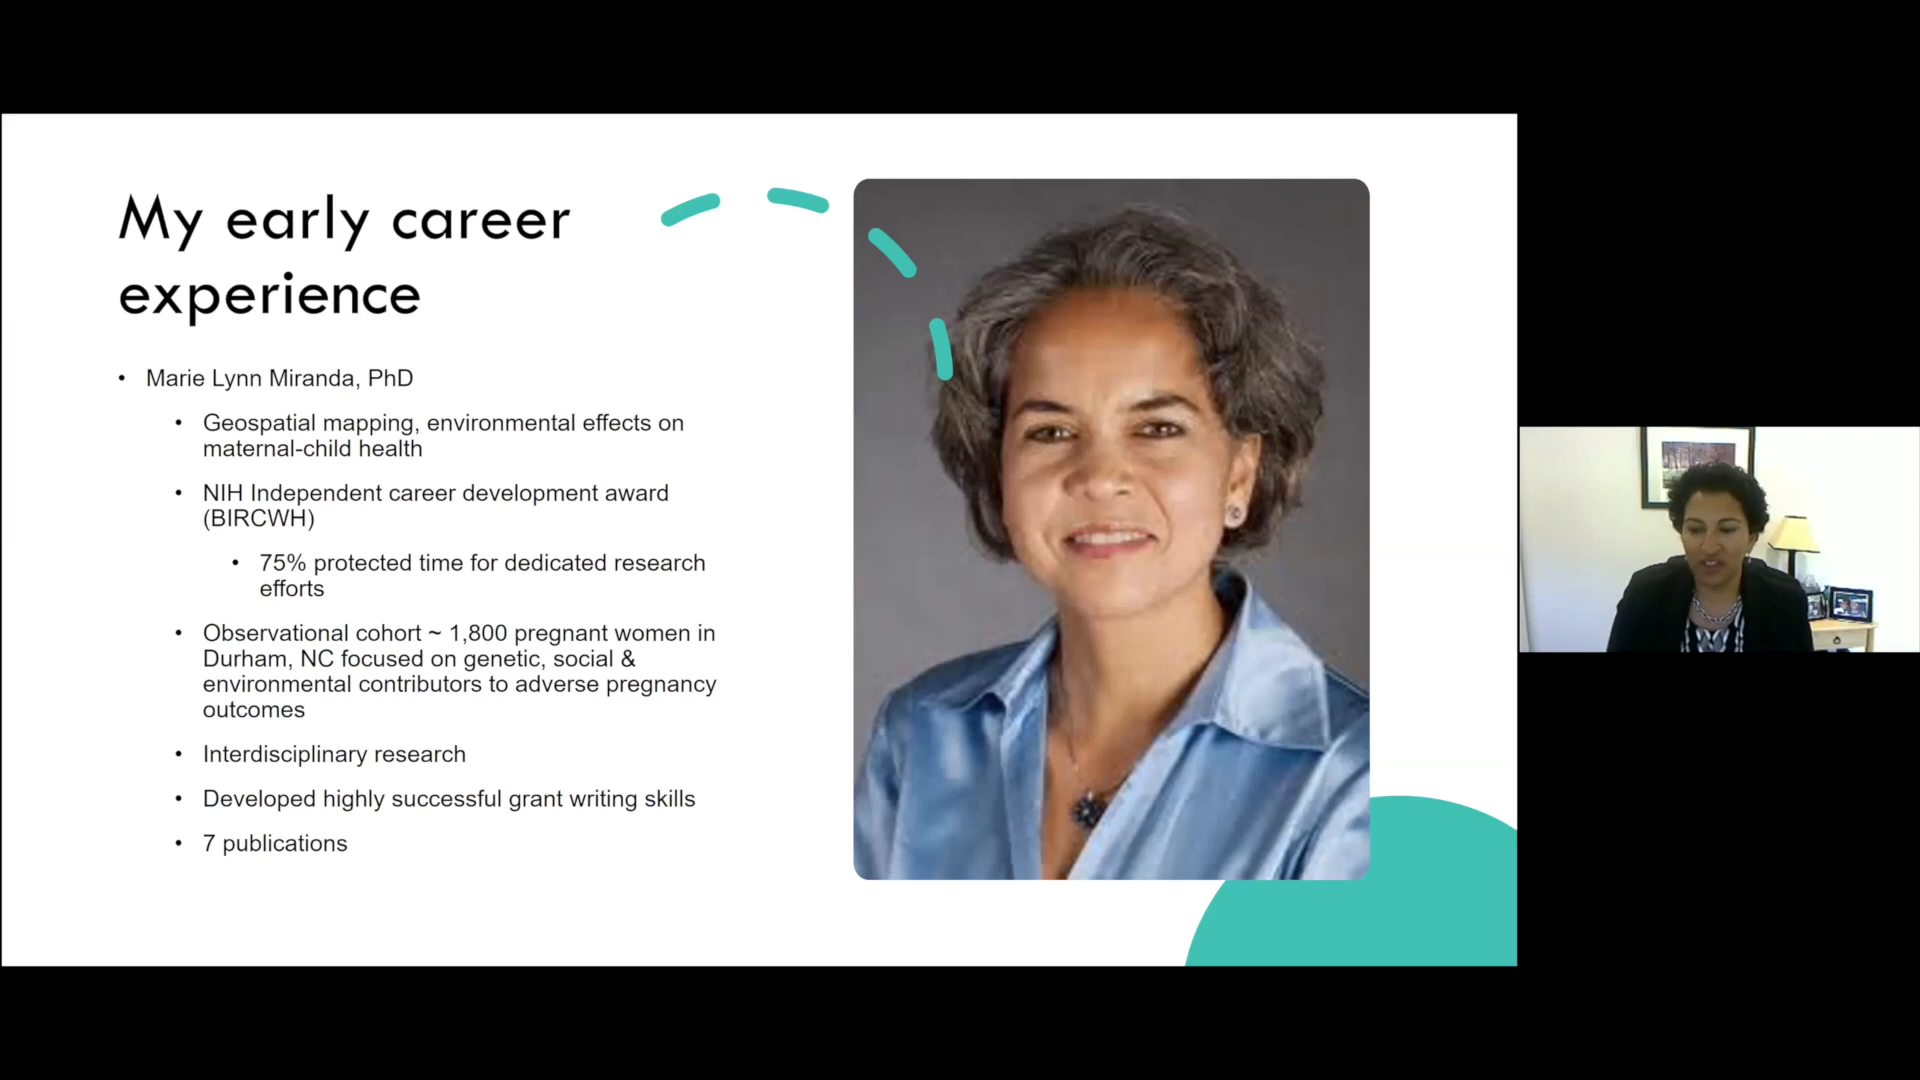 My early career
experience
• Marie Lynn Miranda, PhD
• Geospatial mapping, environmental effects on
maternal-child health
• NIH Independent career development award
(BIRCWH)
• 75% protected time for dedicated research
efforts
• Observational cohort ~ 1,800 pregnant women in
Durham, NC focused on genetic, social &
environmental contributors to adverse pregnancy
outcomes
• Interdisciplinary research
• Developed highly successful grant writing skills
• 7 publications